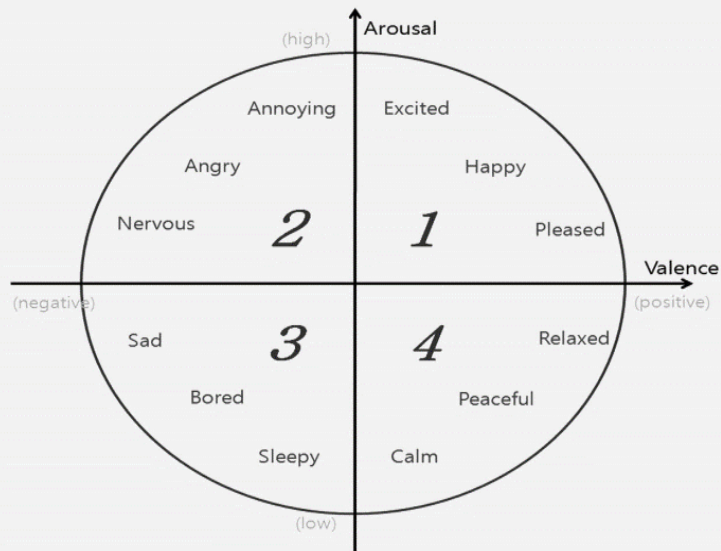 Arousal
(high)
Annoying Excited
Angry Happy
Nervous 2 1 Pleased
Valence
(negative) (positive)
Sad 3 4 Relaxed
Bored Peaceful
Sleepy Calm
(low)